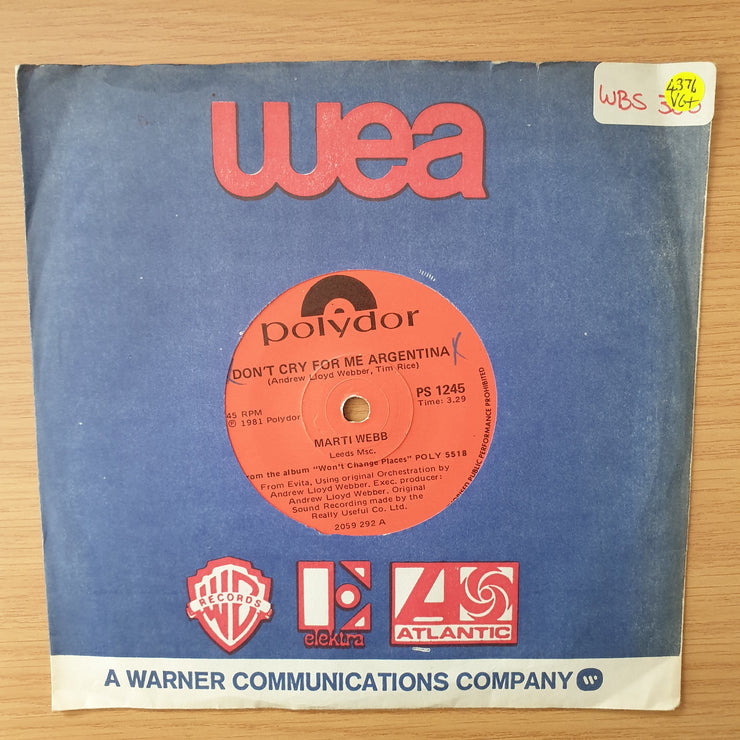 WBS
4376
VG+
wea
polydor
DON'T CRY FOR ME ARGENTINA
(Andrew Lloyd Webber, Tim Rice)
PS 1245
Time: 3.29
45 RPM
℗ 1981 Polydor
MARTI WEBB
Leeds Msc.
from the album "Won't Change Places" POLY 5518
From Evita, Using original Orchestration by
Andrew Lloyd Webber. Exec. producer:
Andrew Lloyd Webber. Original
Sound Recording made by the
Really Useful Co. Ltd.
2059 292 A
PUBLIC PERFORMANCE PROHIBITED
WB
RECORDS
elektra
ATLANTIC
A WARNER COMMUNICATIONS COMPANY